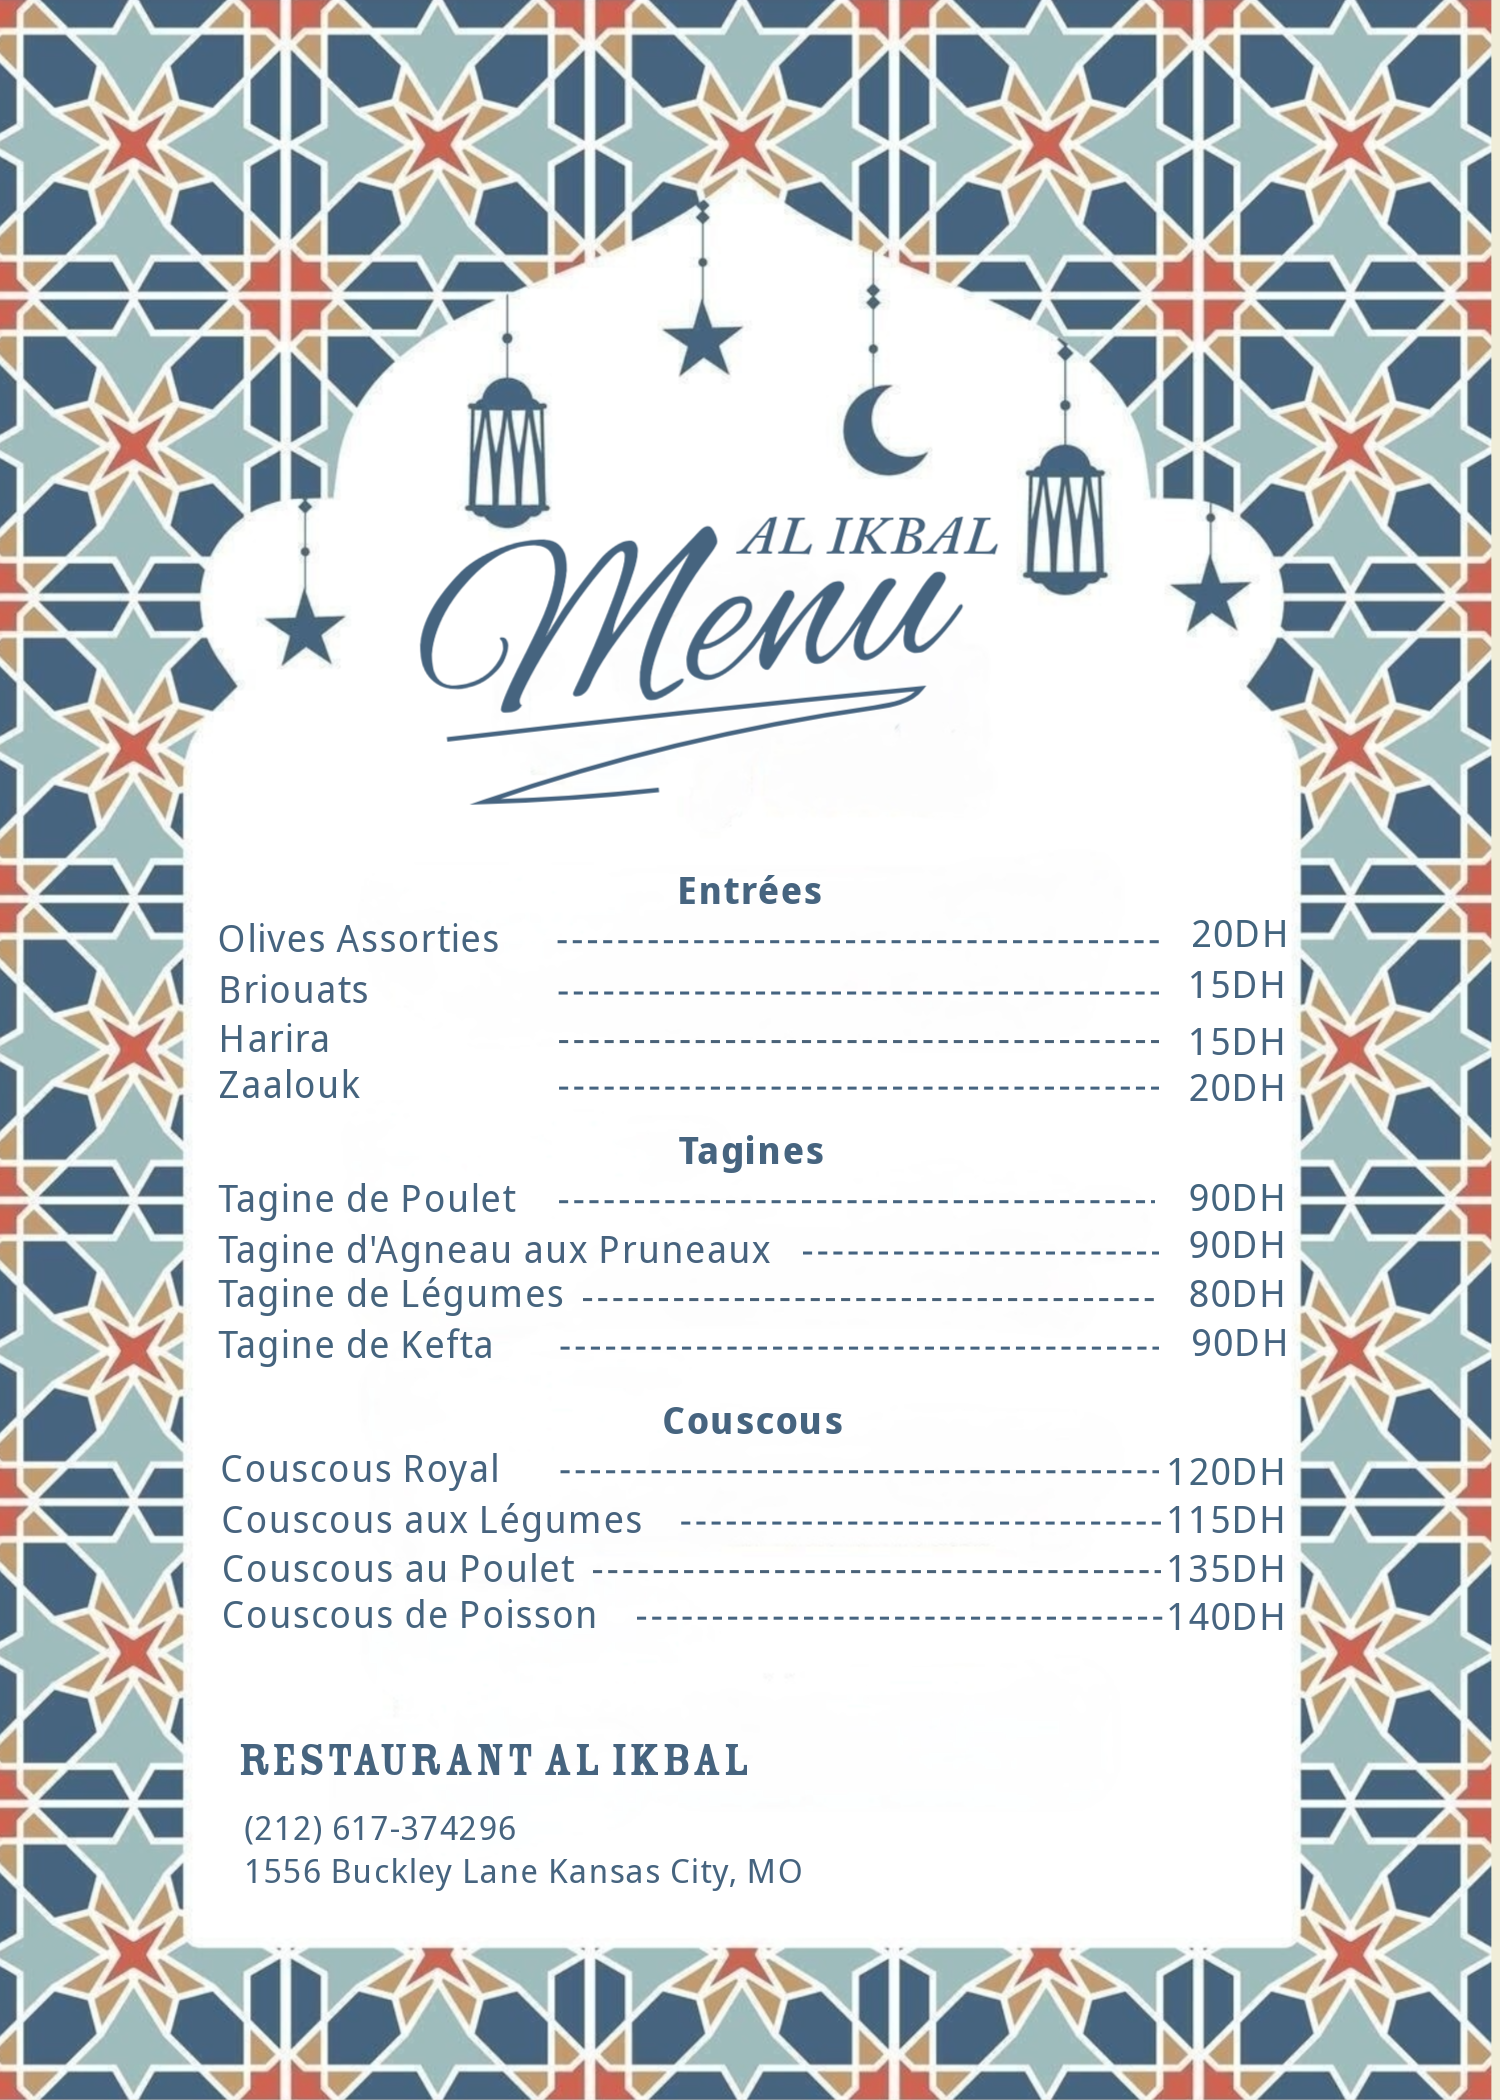 AL IKBAL
Menu
Entrées
Olives Assorties ---------------------------------------- 20DH
Briouats ---------------------------------------- 15DH
Harira ---------------------------------------- 15DH
Zaalouk ---------------------------------------- 20DH
Tagines
Tagine de Poulet ---------------------------------------- 90DH
Tagine d'Agneau aux Pruneaux ------------------------ 90DH
Tagine de Légumes -------------------------------------- 80DH
Tagine de Kefta ---------------------------------------- 90DH
Couscous
Couscous Royal ---------------------------------------- 120DH
Couscous aux Légumes -------------------------------- 115DH
Couscous au Poulet -------------------------------------- 135DH
Couscous de Poisson ----------------------------------- 140DH
RESTAURANT AL IKBAL
(212) 617-374296
1556 Buckley Lane Kansas City, MO